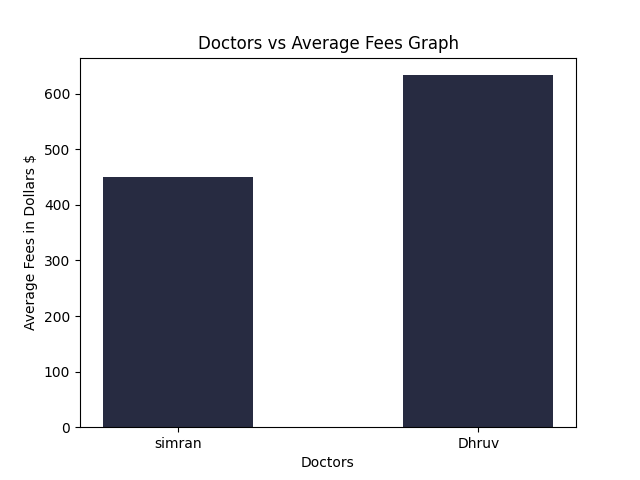 Doctors vs Average Fees Graph
Average Fees in Dollars $
600
500
400
300
200
100
0
simran Dhruv
Doctors